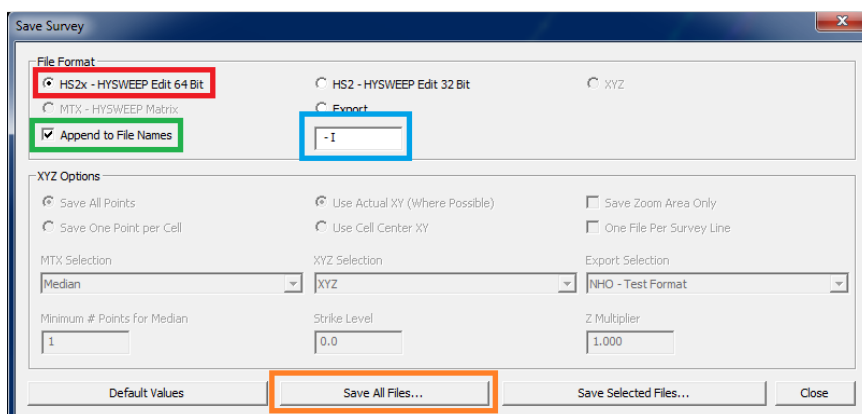 Save Survey
x
File Format
HS2x - HYSWEEP Edit 64 Bit
HS2 - HYSWEEP Edit 32 Bit
XYZ
MTX - HYSWEEP Matrix
Export
Append to File Names
-I
XYZ Options
Save All Points
Use Actual XY (Where Possible)
Save Zoom Area Only
Save One Point per Cell
Use Cell Center XY
One File Per Survey Line
MTX Selection
XYZ Selection
Export Selection
Median
XYZ
NHO - Test Format
Minimum # Points for Median
Strike Level
Z Multiplier
1
0.0
1.000
Default Values
Save All Files...
Save Selected Files...
Close